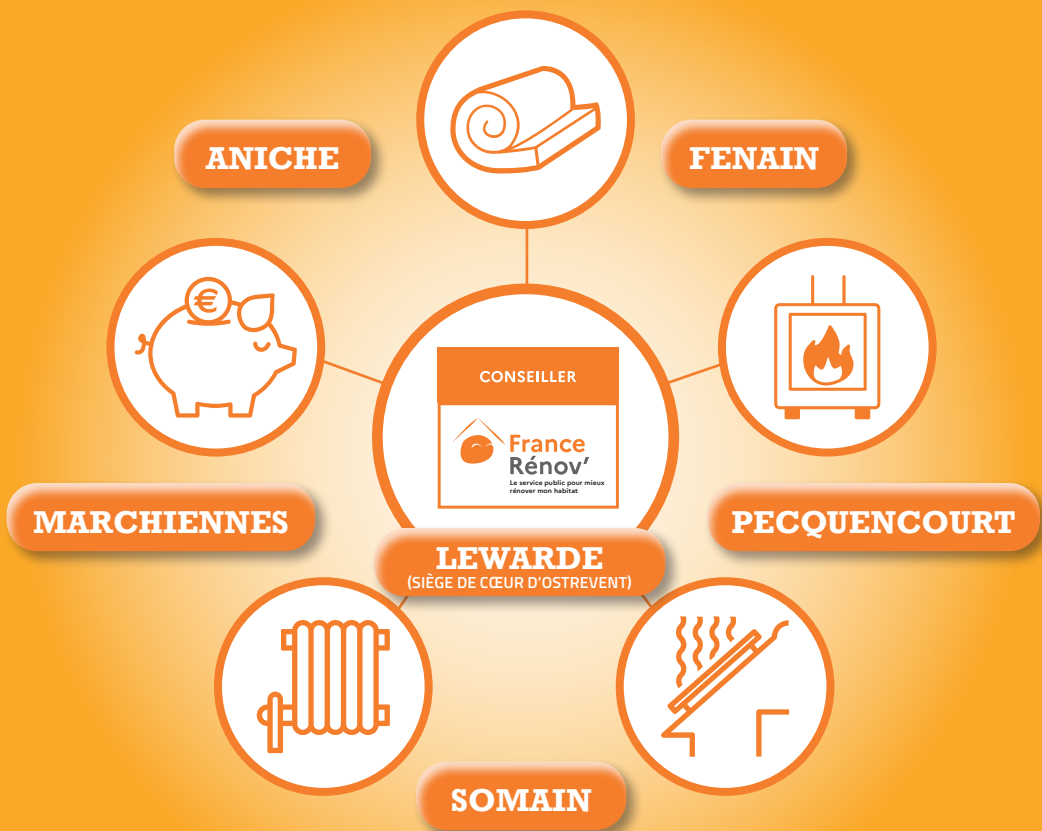 ANICHE
FENAIN
€
CONSEILLER
France
Rénov'
Le service public pour mieux
rénover mon habitat
MARCHIENNES
PECQUENCOURT
LEWARDE
(SIÈGE DE CŒUR D'OSTREVENT)
SOMAIN